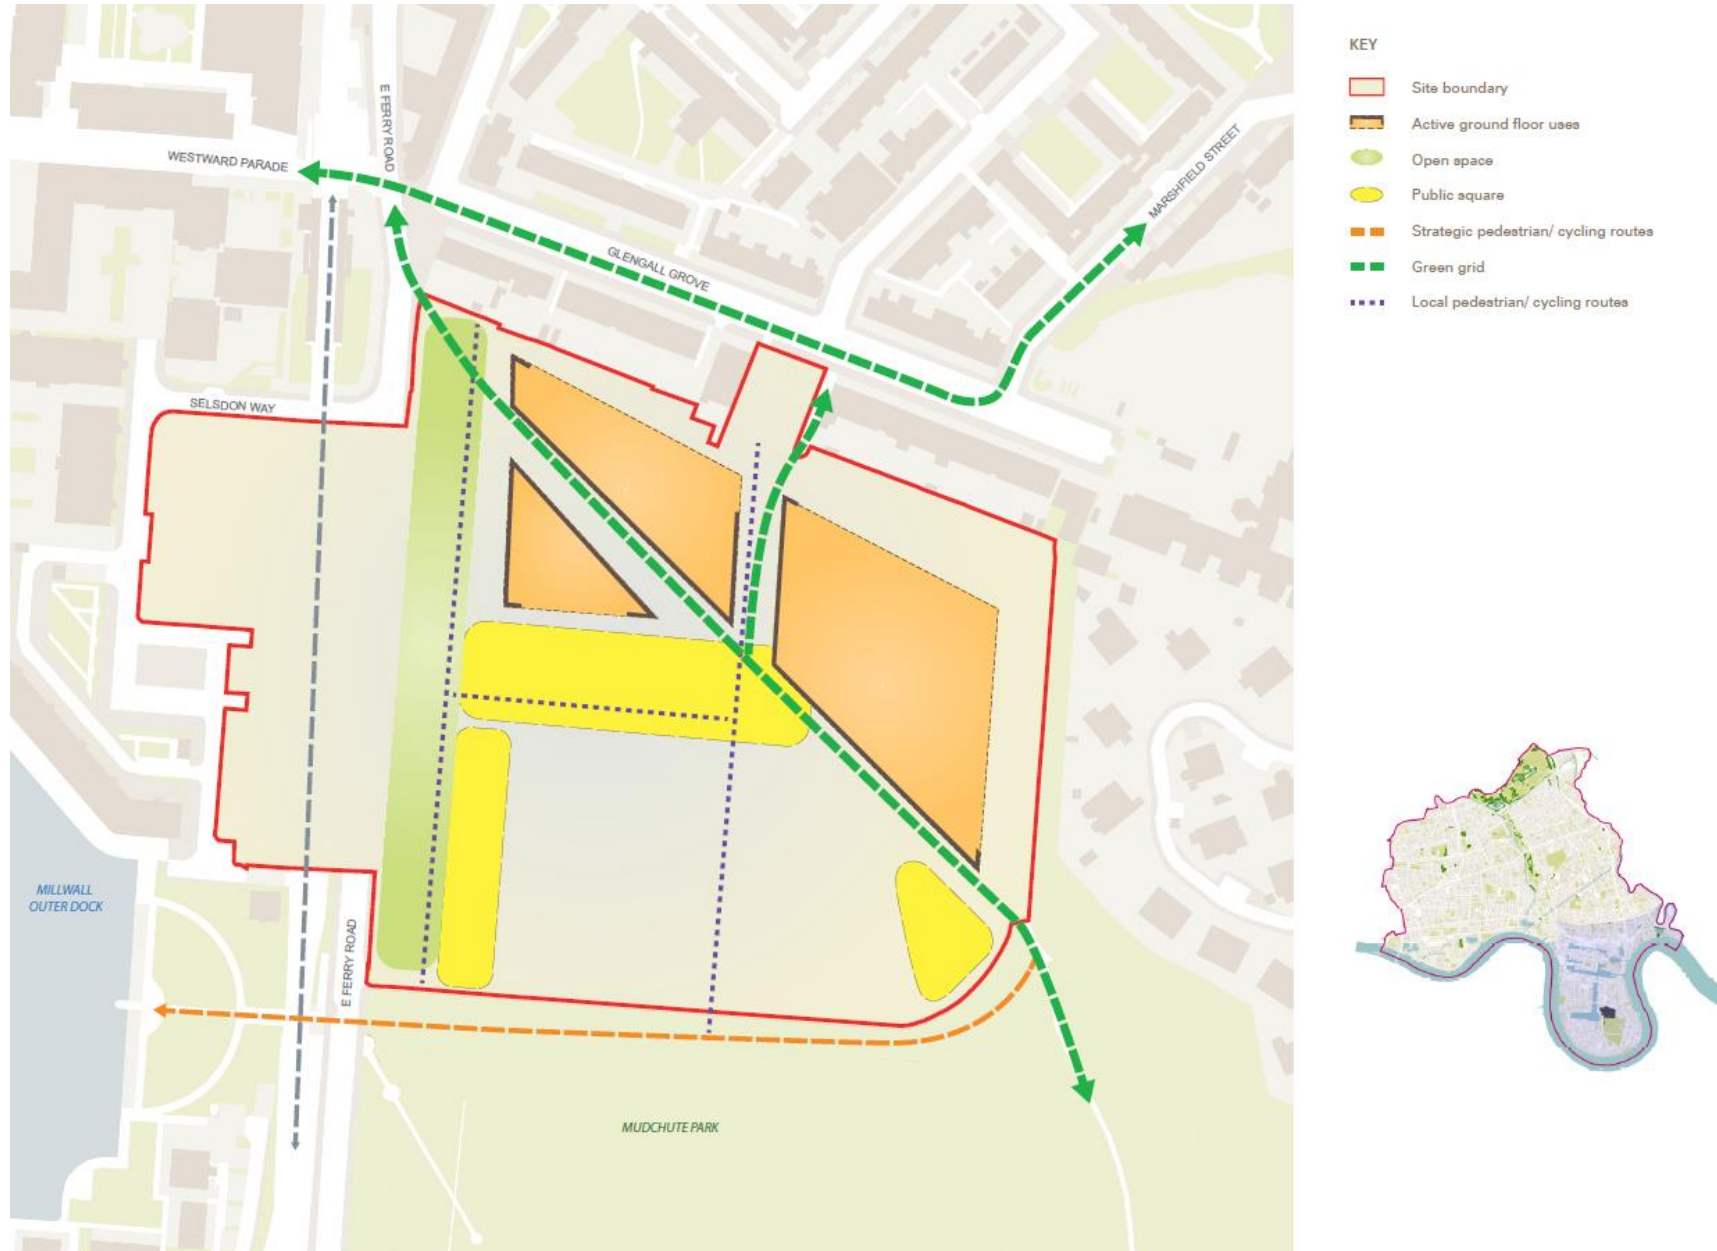 E FERRY ROAD
WESTWARD PARADE
MARSHFIELD STREET
GLENGALL GROVE
SELSDON WAY
MILLWALL
OUTER DOCK
E FERRY ROAD
MUDCHUTE PARK
KEY
Site boundary
Active ground floor uses
Open space
Public square
Strategic pedestrian/ cycling routes
Green grid
Local pedestrian/ cycling routes